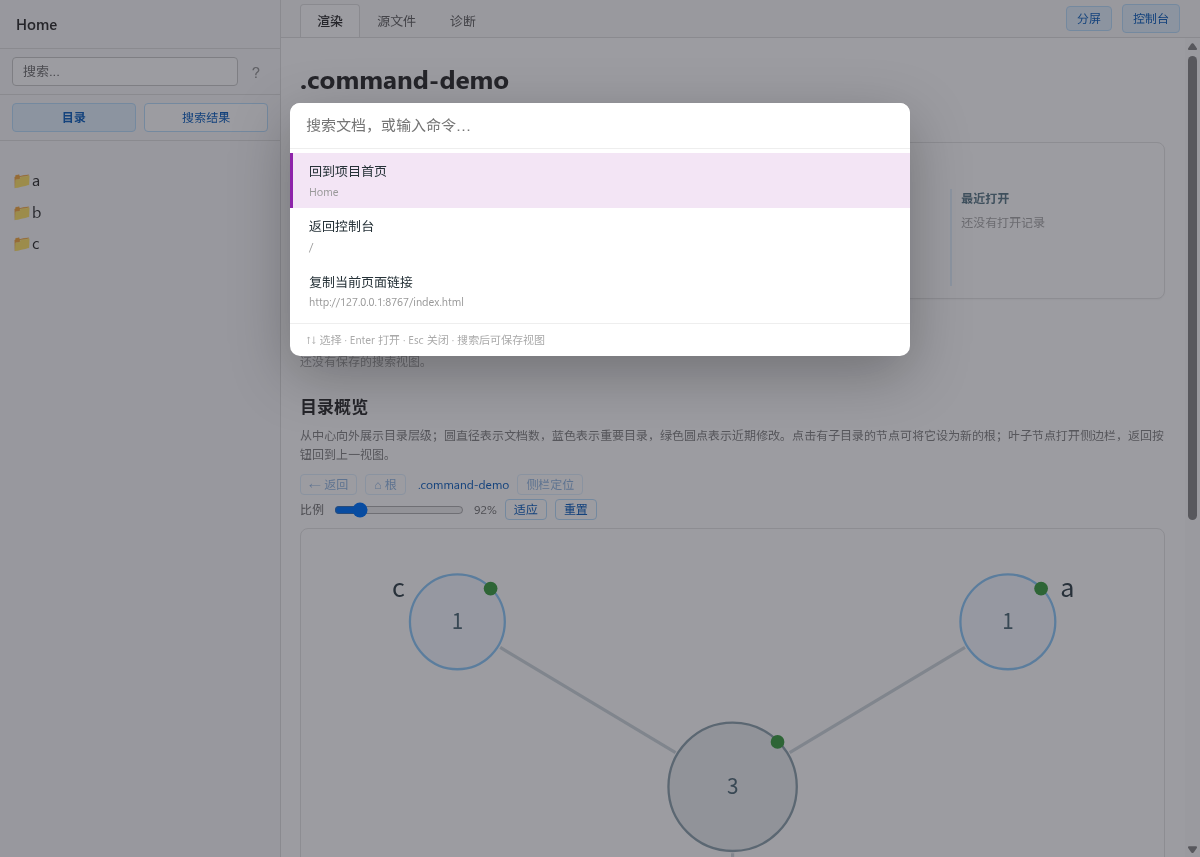 Home
搜索...
?
目录
搜索结果
📁a
📁b
📁c
渲染
源文件
诊断
分屏
控制台
.command-demo
搜索文档，或输入命令…
回到项目首页
Home
返回控制台
/
复制当前页面链接
http://127.0.0.1:8767/index.html
↑↓ 选择 · Enter 打开 · Esc 关闭 · 搜索后可保存视图
最近打开
还没有打开记录
还没有保存的搜索视图。
目录概览
从中心向外展示目录层级；圆直径表示文档数，蓝色表示重要目录，绿色圆点表示近期修改。点击有子目录的节点可将它设为新的根；叶子节点打开侧边栏，返回按
钮回到上一视图。
← 返回
⌂ 根
.command-demo
侧栏定位
比例
92%
适应
重置
c
1
1
a
3